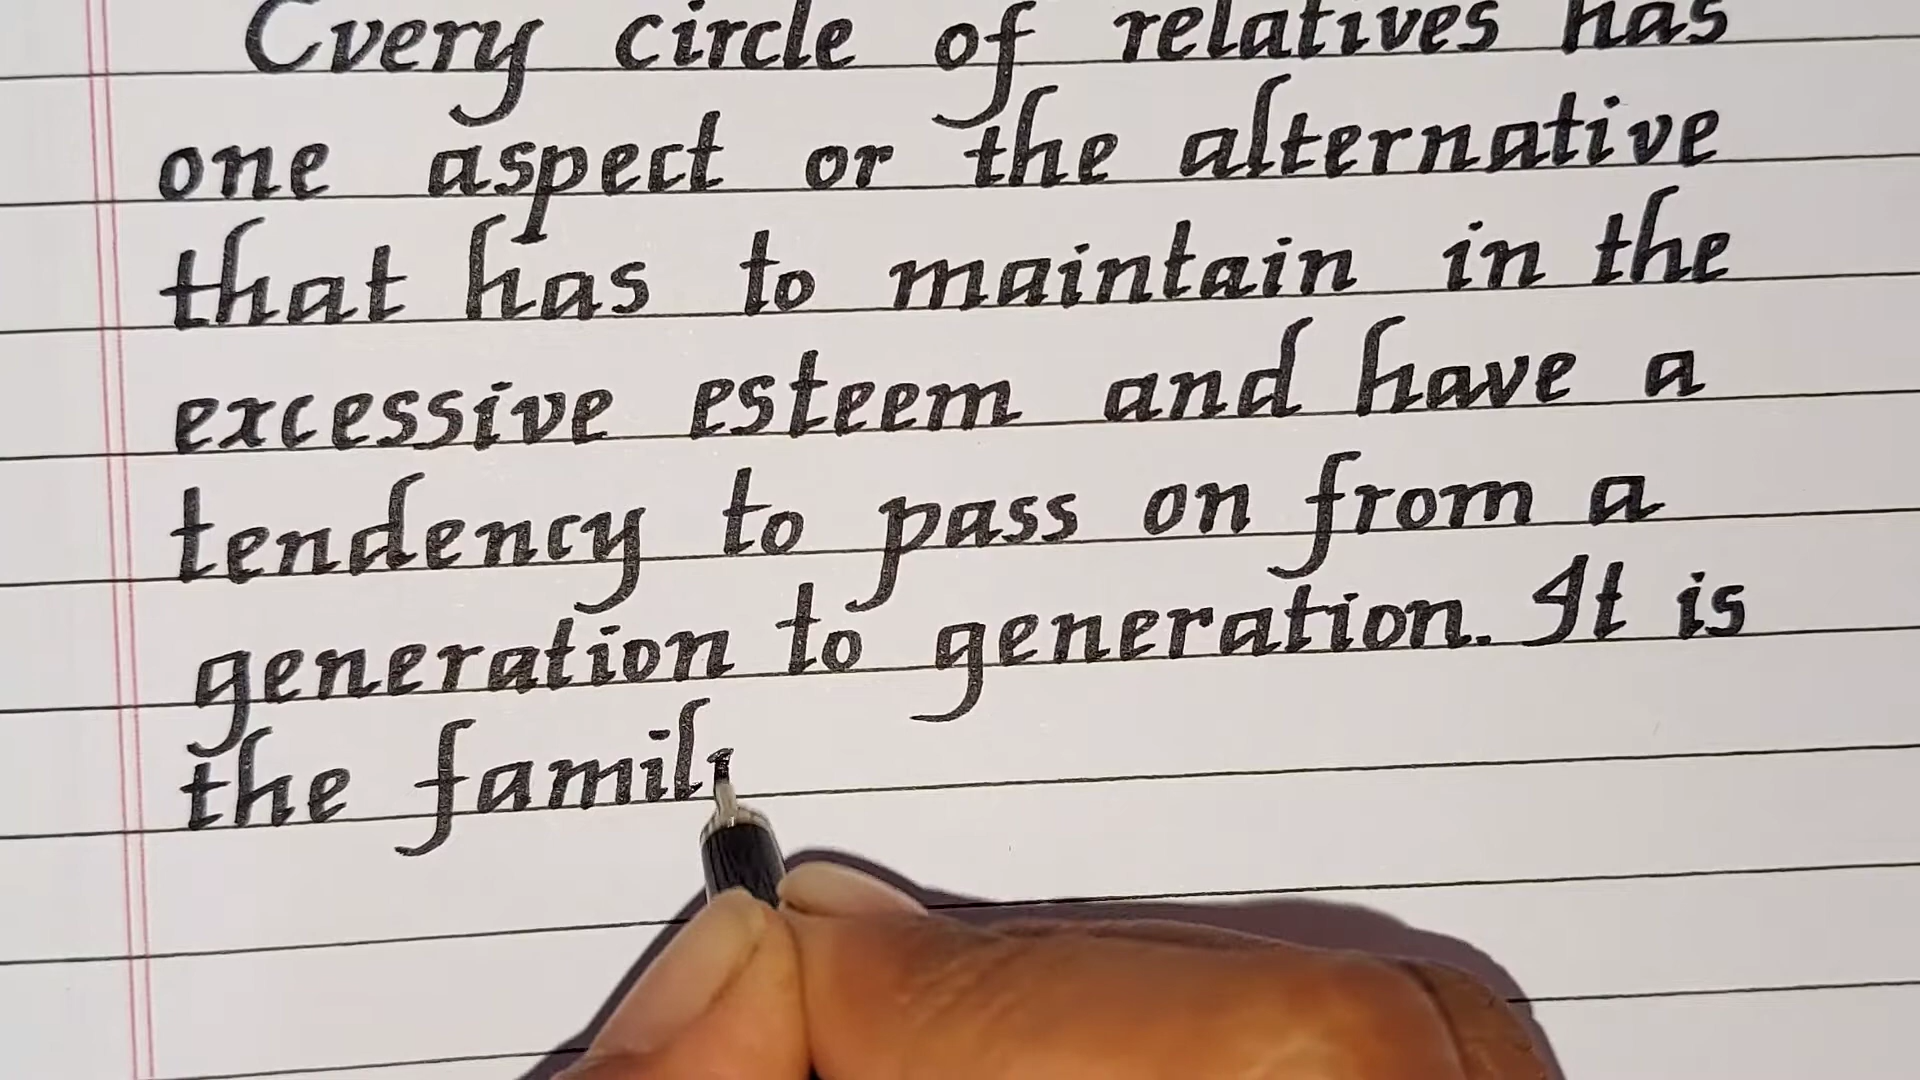 Every circle of relatives has
one aspect or the alternative
that has to maintain in the
excessive esteem and have a
tendency to pass on from a
generation to generation. It is
the famil